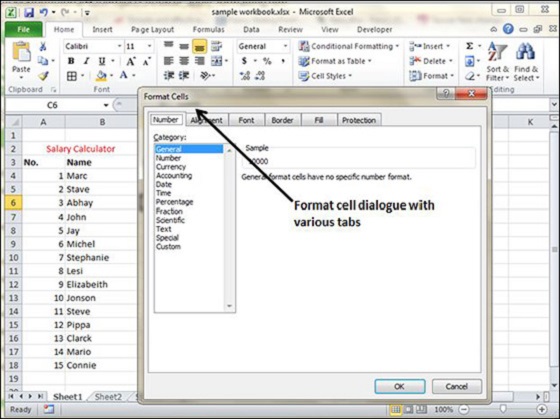 sample workbook.xlsx - Microsoft Excel
File Home Insert Page Layout Formulas Data Review View Developer
Calibri 11 General Conditional Formatting Insert Σ
Paste Format as Table Delete Sort & Filter Find & Select
Cell Styles Format
Clipboard Font diting
C6
Format Cells
A B K
Number Alignment Font Border Fill Protection
Category:
General
Number
Currency
Accounting
Date
Time
Percentage
Fraction
Scientific
Text
Special
Custom
Sample
0000
General format cells have no specific number format.
Format cell dialogue with
various tabs
OK Cancel
1
2 Salary Calculator
3 No. Name
4 1 Marc
5 2 Stave
6 3 Abhay
7 4 John
8 5 Jay
9 6 Michel
10 7 Stephanie
11 8 Lesi
12 9 Elizabeith
13 10 Jonson
14 11 Steve
15 12 Pippa
16 13 Clarck
17 14 Mario
18 15 Connie
19
Sheet1 Sheet2
Ready 100%